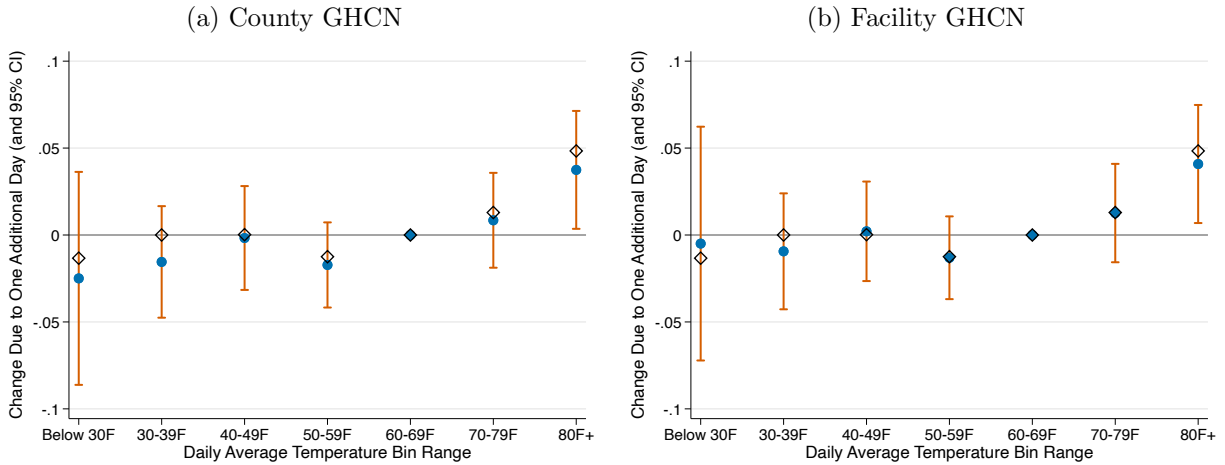 (a) County GHCN
Change Due to One Additional Day (and 95% CI)
.1
.05
0
-.05
-.1
Below 30F 30-39F 40-49F 50-59F 60-69F 70-79F 80F+
Daily Average Temperature Bin Range
(b) Facility GHCN
Change Due to One Additional Day (and 95% CI)
.1
.05
0
-.05
-.1
Below 30F 30-39F 40-49F 50-59F 60-69F 70-79F 80F+
Daily Average Temperature Bin Range